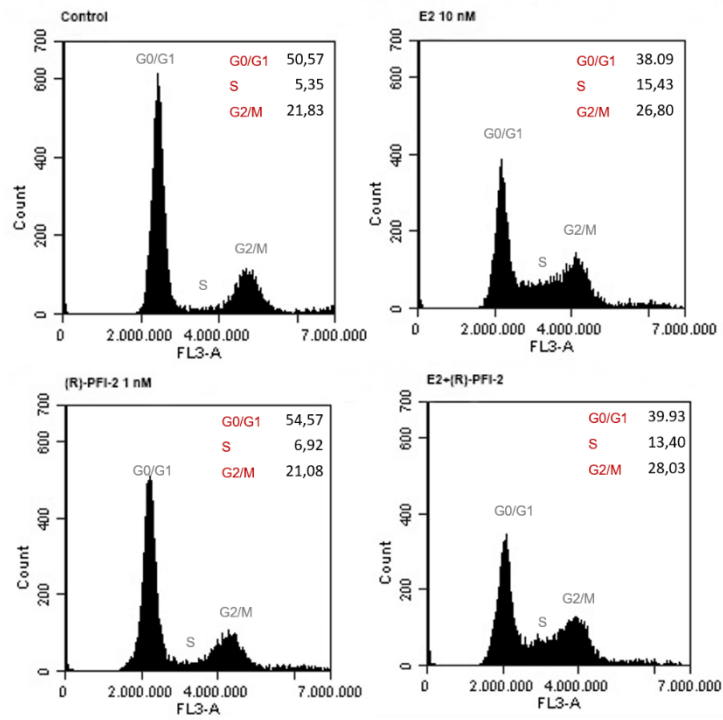 Control
700
600
400
200
0
Count
G0/G1
S
G2/M
G0/G1 50,57
S 5,35
G2/M 21,83
0 2.000.000 4.000.000 7.000.000
FL3-A
E2 10 nM
700
600
400
200
0
Count
G0/G1
S
G2/M
G0/G1 38.09
S 15,43
G2/M 26,80
0 2.000.000 4.000.000 7.000.000
FL3-A
(R)-PFI-2 1 nM
700
600
400
200
0
Count
G0/G1
S
G2/M
G0/G1 54,57
S 6,92
G2/M 21,08
0 2.000.000 4.000.000 7.000.000
FL3-A
E2+(R)-PFI-2
700
600
400
200
0
Count
G0/G1
S
G2/M
G0/G1 39.93
S 13,40
G2/M 28,03
0 2.000.000 4.000.000 7.000.000
FL3-A